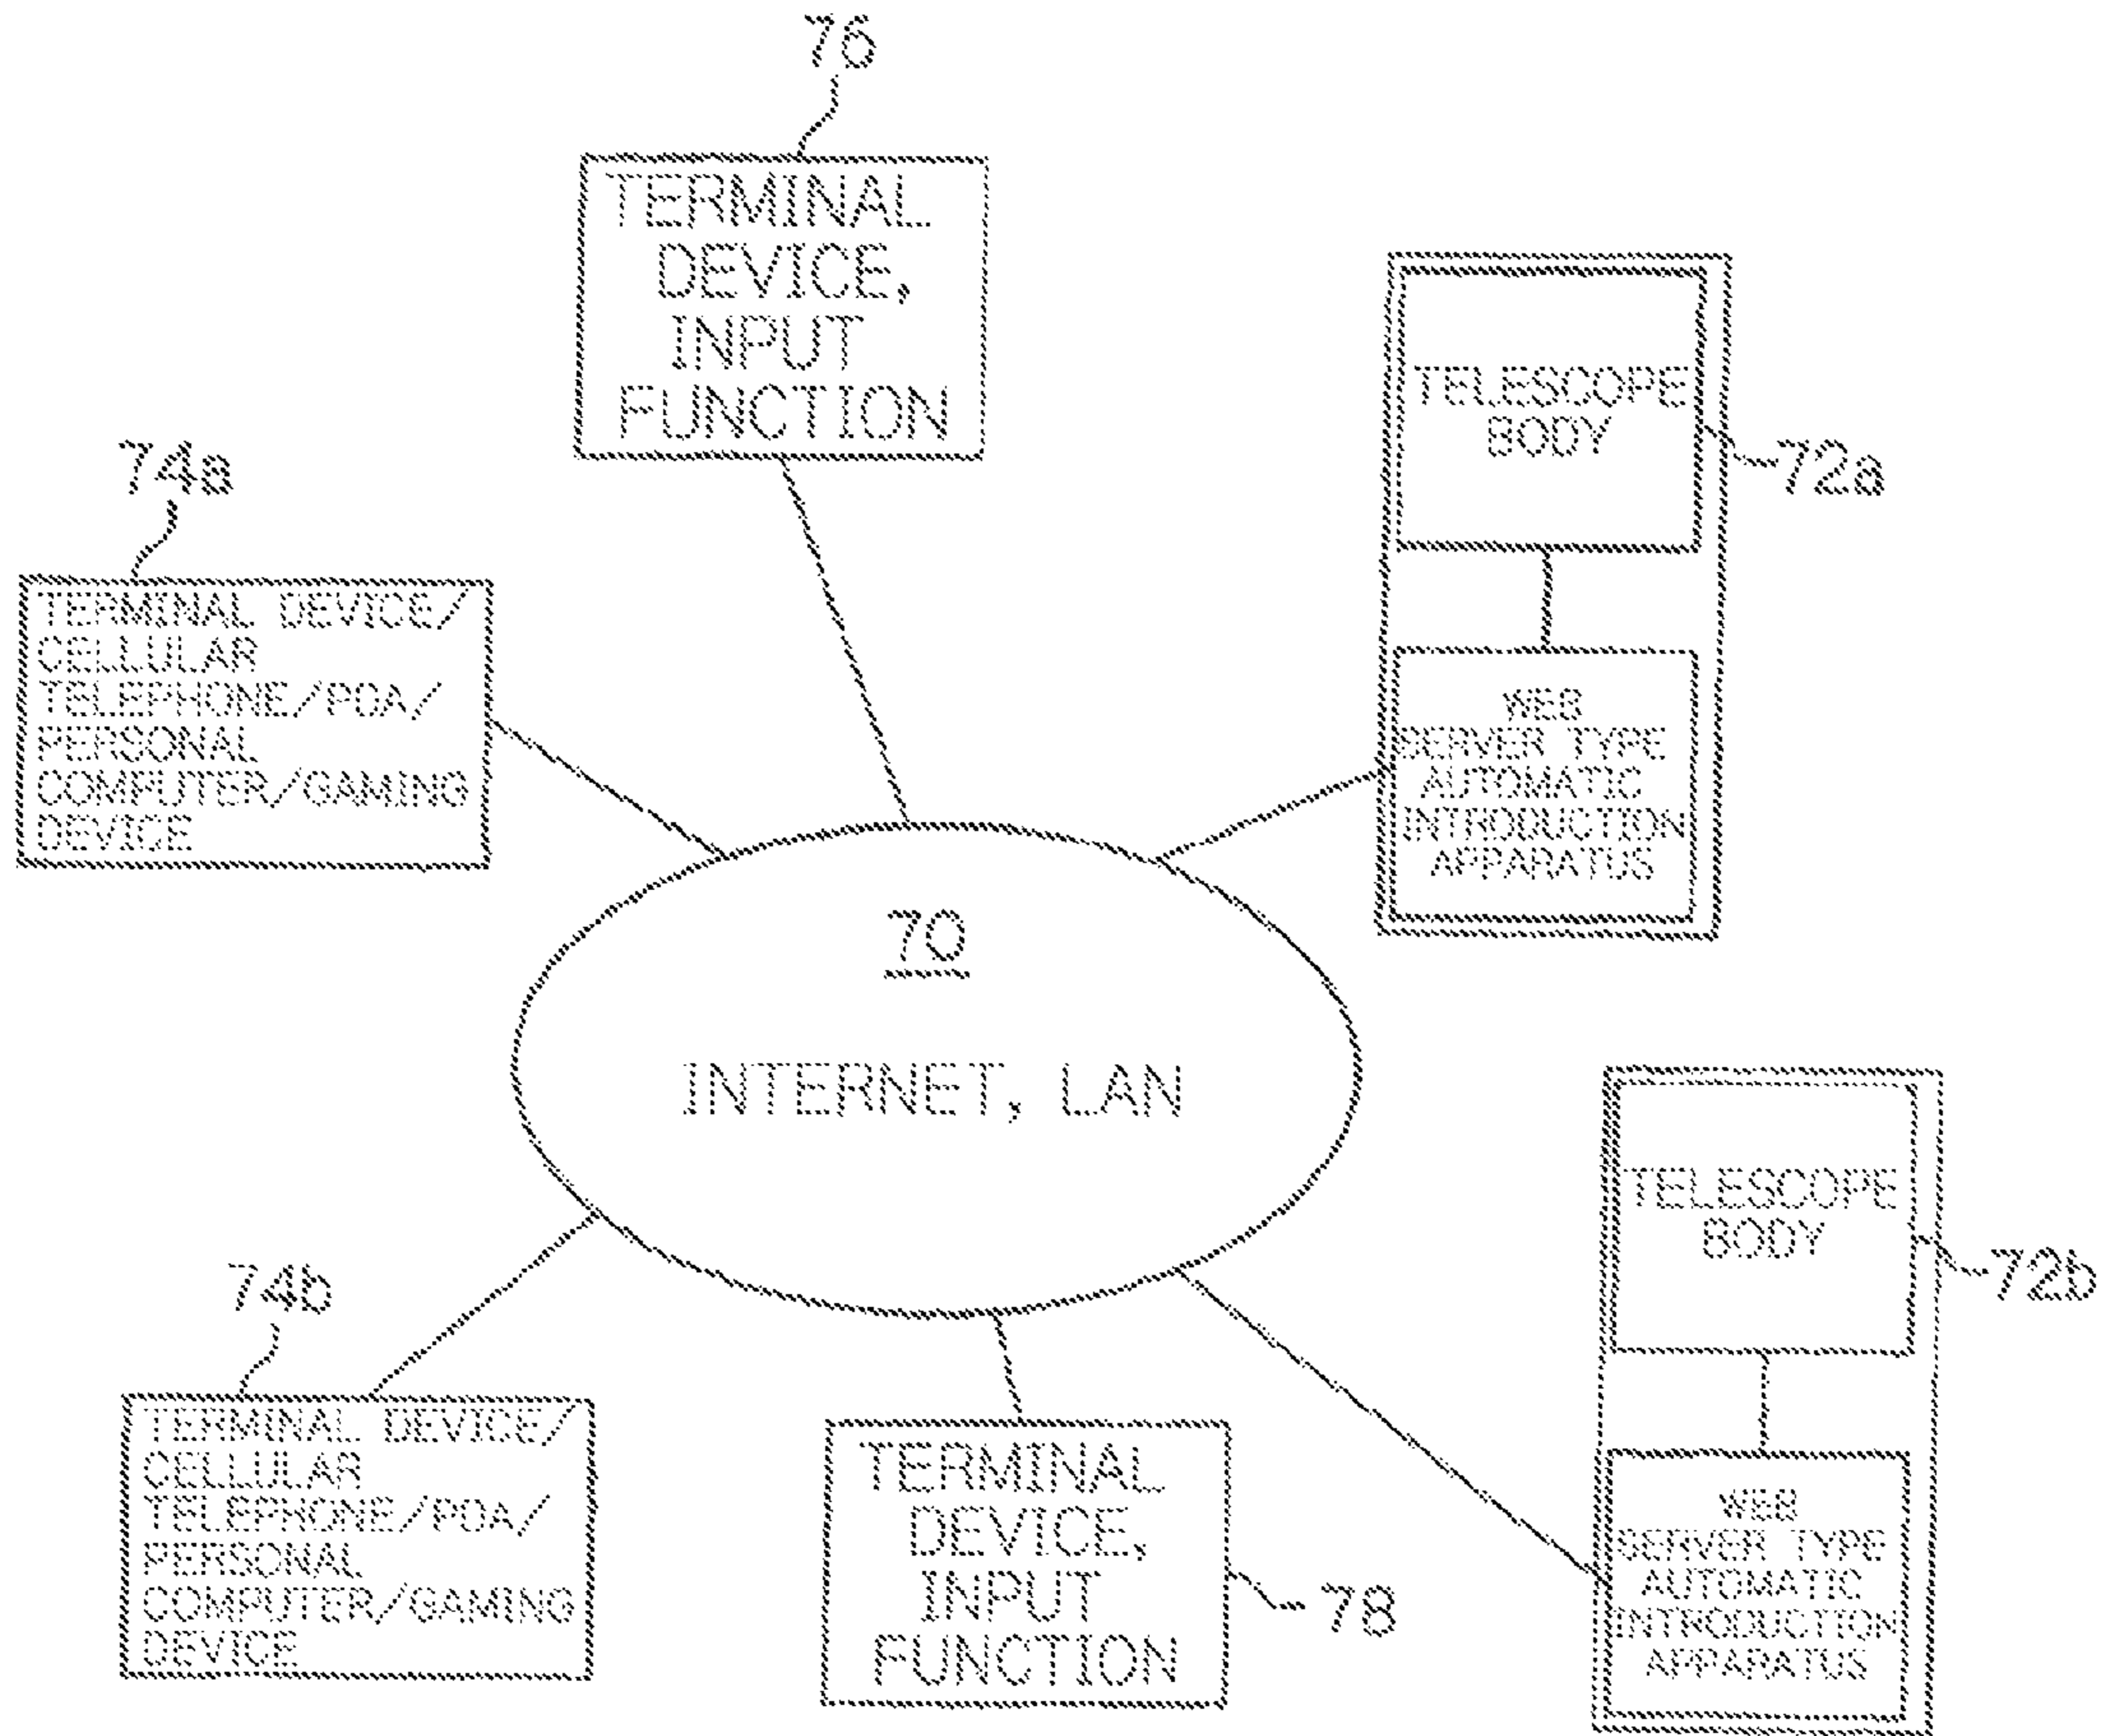 76
TERMINAL
DEVICE,
INPUT
FUNCTION
74a
TERMINAL DEVICE/
CELLULAR
TELEPHONE/PDA/
PERSONAL
COMPUTER/GAMING
DEVICE
TELESCOPE
BODY
72a
WEB
SERVER TYPE
AUTOMATIC
INTRODUCTION
APPARATUS
70
INTERNET, LAN
TELESCOPE
BODY
72b
WEB
SERVER TYPE
AUTOMATIC
INTRODUCTION
APPARATUS
74b
TERMINAL DEVICE/
CELLULAR
TELEPHONE/PDA/
PERSONAL
COMPUTER/GAMING
DEVICE
TERMINAL
DEVICE,
INPUT
FUNCTION
78